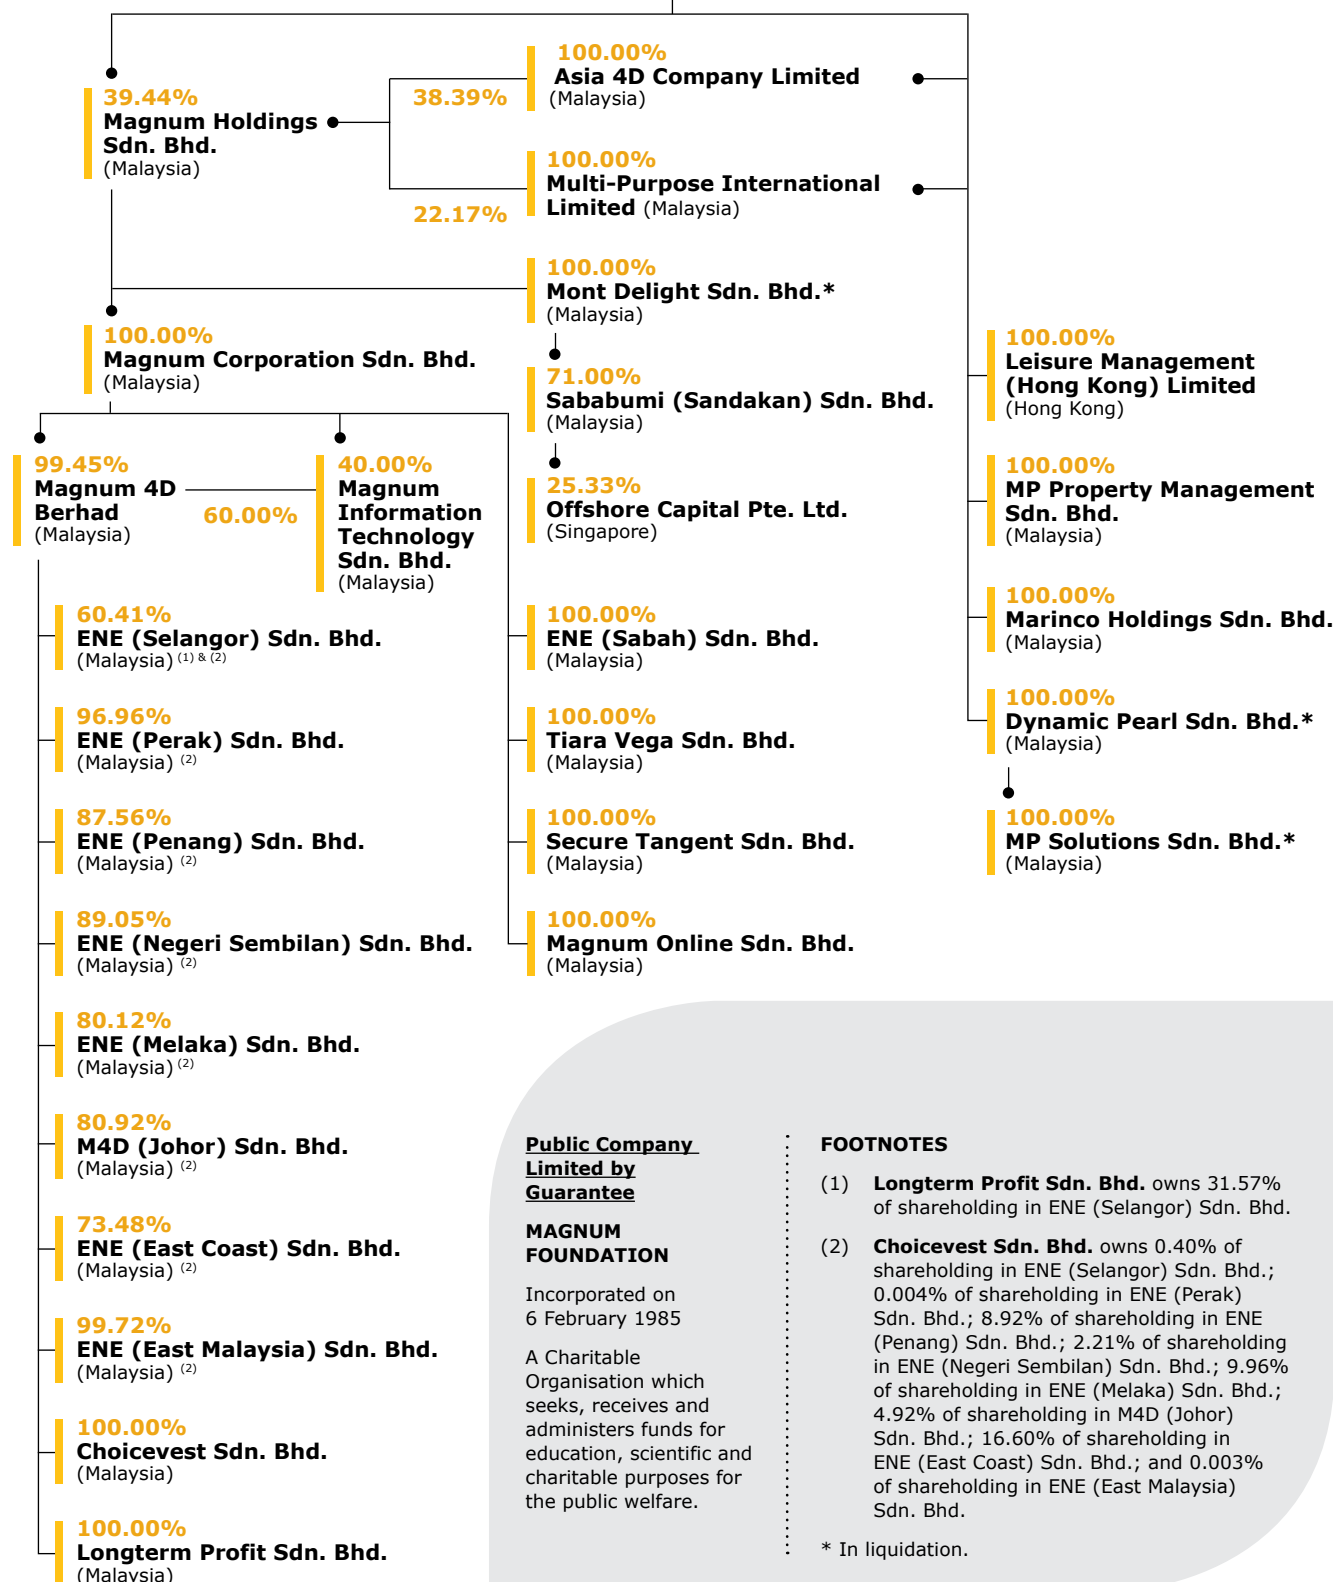 39.44%
Magnum Holdings
Sdn. Bhd.
(Malaysia)
38.39%
22.17%
100.00%
Asia 4D Company Limited
(Malaysia)
100.00%
Multi-Purpose International
Limited (Malaysia)
100.00%
Mont Delight Sdn. Bhd.*
(Malaysia)
71.00%
Sababumi (Sandakan) Sdn. Bhd.
(Malaysia)
25.33%
Offshore Capital Pte. Ltd.
(Singapore)
100.00%
Magnum Corporation Sdn. Bhd.
(Malaysia)
99.45%
Magnum 4D
Berhad
(Malaysia)
60.00%
40.00%
Magnum
Information
Technology
Sdn. Bhd.
(Malaysia)
60.41%
ENE (Selangor) Sdn. Bhd.
(Malaysia) (1) & (2)
96.96%
ENE (Perak) Sdn. Bhd.
(Malaysia) (2)
87.56%
ENE (Penang) Sdn. Bhd.
(Malaysia) (2)
89.05%
ENE (Negeri Sembilan) Sdn. Bhd.
(Malaysia) (2)
80.12%
ENE (Melaka) Sdn. Bhd.
(Malaysia) (2)
80.92%
M4D (Johor) Sdn. Bhd.
(Malaysia) (2)
73.48%
ENE (East Coast) Sdn. Bhd.
(Malaysia) (2)
99.72%
ENE (East Malaysia) Sdn. Bhd.
(Malaysia) (2)
100.00%
Choicevest Sdn. Bhd.
(Malaysia)
100.00%
Longterm Profit Sdn. Bhd.
(Malaysia)
100.00%
ENE (Sabah) Sdn. Bhd.
(Malaysia)
100.00%
Tiara Vega Sdn. Bhd.
(Malaysia)
100.00%
Secure Tangent Sdn. Bhd.
(Malaysia)
100.00%
Magnum Online Sdn. Bhd.
(Malaysia)
100.00%
Leisure Management
(Hong Kong) Limited
(Hong Kong)
100.00%
MP Property Management
Sdn. Bhd.
(Malaysia)
100.00%
Marinco Holdings Sdn. Bhd.
(Malaysia)
100.00%
Dynamic Pearl Sdn. Bhd.*
(Malaysia)
100.00%
MP Solutions Sdn. Bhd.*
(Malaysia)
Public Company
Limited by
Guarantee
MAGNUM
FOUNDATION
Incorporated on
6 February 1985
A Charitable
Organisation which
seeks, receives and
administers funds for
education, scientific and
charitable purposes for
the public welfare.
FOOTNOTES
(1) Longterm Profit Sdn. Bhd. owns 31.57%
of shareholding in ENE (Selangor) Sdn. Bhd.
(2) Choicevest Sdn. Bhd. owns 0.40% of
shareholding in ENE (Selangor) Sdn. Bhd.;
0.004% of shareholding in ENE (Perak)
Sdn. Bhd.; 8.92% of shareholding in ENE
(Penang) Sdn. Bhd.; 2.21% of shareholding
in ENE (Negeri Sembilan) Sdn. Bhd.; 9.96%
of shareholding in ENE (Melaka) Sdn. Bhd.;
4.92% of shareholding in M4D (Johor)
Sdn. Bhd.; 16.60% of shareholding in
ENE (East Coast) Sdn. Bhd.; and 0.003%
of shareholding in ENE (East Malaysia)
Sdn. Bhd.
* In liquidation.